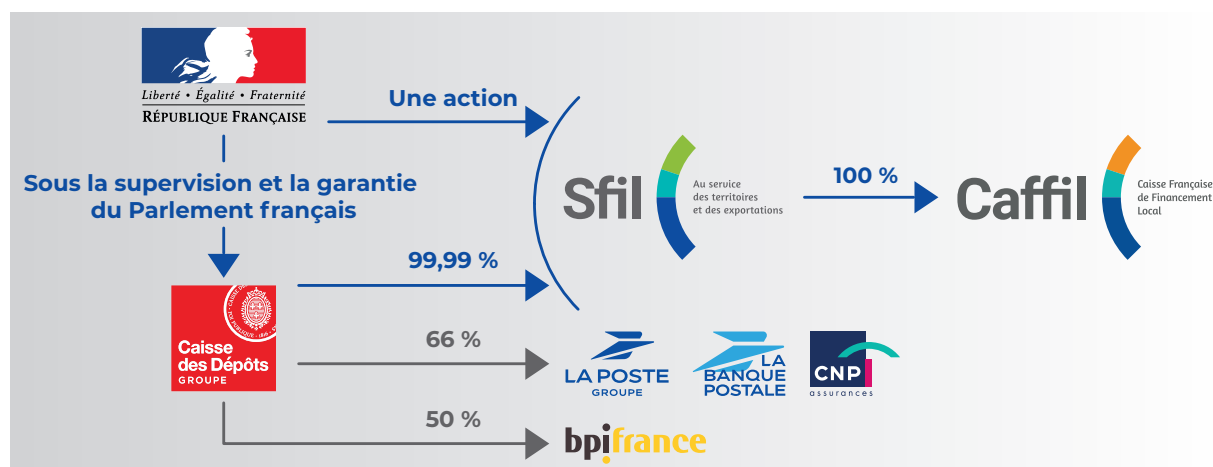 Liberté • Égalité • Fraternité
RÉPUBLIQUE FRANÇAISE
Une action
Sous la supervision et la garantie
du Parlement français
Sfil
Au service
des territoires
et des exportations
100 %
Caffil
Caisse Française
de Financement
Local
99,99 %
Caisse
des Dépôts
GROUPE
66 %
LA POSTE
GROUPE
LA
BANQUE
POSTALE
CNP
assurances
50 %
bpifrance